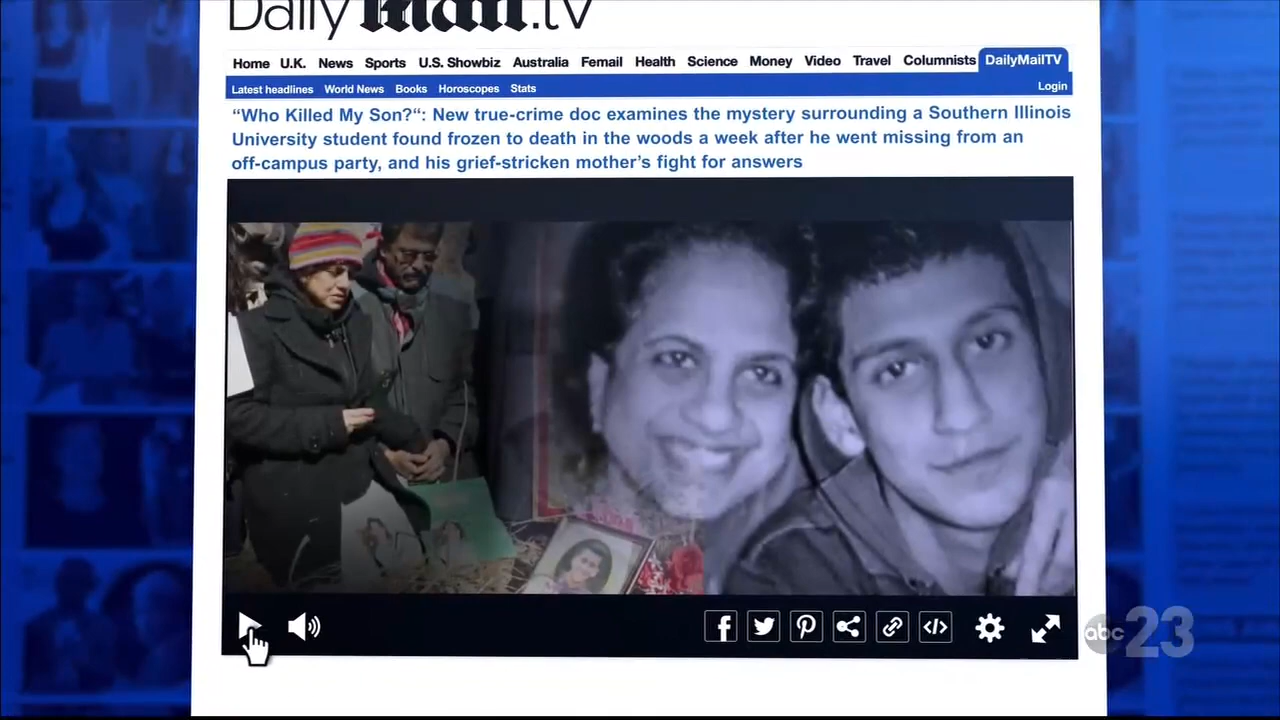 Daily Mail.TV
Home U.K. News Sports U.S. Showbiz Australia Femail Health Science Money Video Travel Columnists DailyMailTV
Latest headlines World News Books Horoscopes Stats Login
“Who Killed My Son?“: New true-crime doc examines the mystery surrounding a Southern Illinois
University student found frozen to death in the woods a week after he went missing from an
off-campus party, and his grief-stricken mother’s fight for answers
abc 23